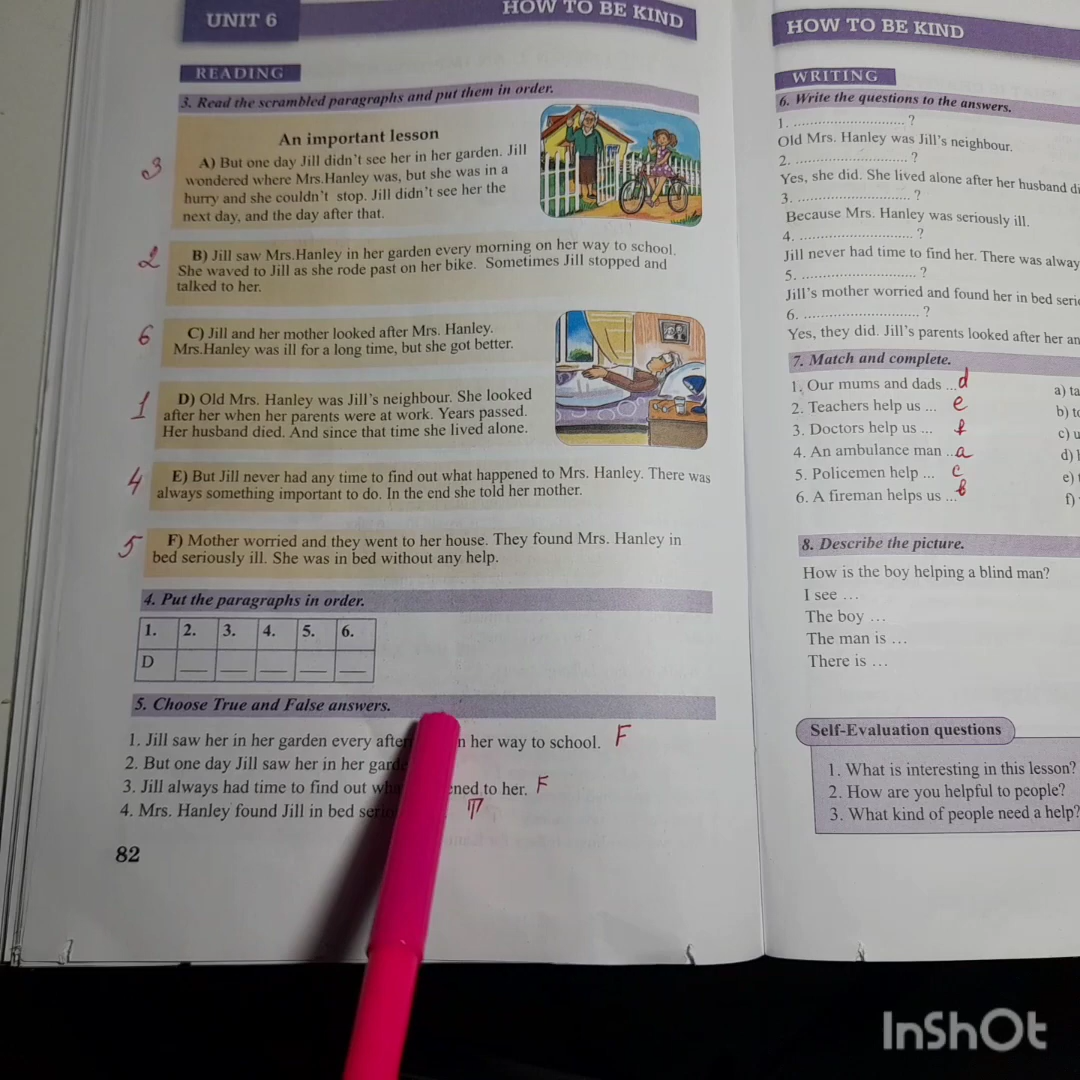 UNIT 6
HOW TO BE KIND
READING
3. Read the scrambled paragraphs and put them in order.
An important lesson
3
A) But one day Jill didn't see her in her garden. Jill
wondered where Mrs.Hanley was, but she was in a
hurry and she couldn't stop. Jill didn't see her the
next day, and the day after that.
2
B) Jill saw Mrs.Hanley in her garden every morning on her way to school.
She waved to Jill as she rode past on her bike. Sometimes Jill stopped and
talked to her.
6
C) Jill and her mother looked after Mrs. Hanley.
Mrs.Hanley was ill for a long time, but she got better.
1
D) Old Mrs. Hanley was Jill's neighbour. She looked
after her when her parents were at work. Years passed.
Her husband died. And since that time she lived alone.
4
E) But Jill never had any time to find out what happened to Mrs. Hanley. There was
always something important to do. In the end she told her mother.
5
F) Mother worried and they went to her house. They found Mrs. Hanley in
bed seriously ill. She was in bed without any help.
4. Put the paragraphs in order.
1. 2. 3. 4. 5. 6.
D
5. Choose True and False answers.
1. Jill saw her in her garden every her way to school. F
2. But one day Jill saw her in her
3. Jill always had time to find out to her. F
4. Mrs. Hanley found Jill in bed
82
HOW TO BE KIND
WRITING
6. Write the questions to the answers.
1. ............................ ?
Old Mrs. Hanley was Jill's neighbour.
2. ............................ ?
Yes, she did. She lived alone after her husband
3. ............................ ?
Because Mrs. Hanley was seriously ill.
4. ............................ ?
Jill never had time to find her. There was
5. ............................ ?
Jill's mother worried and found her in bed
6. ............................ ?
Yes, they did. Jill's parents looked after her
7. Match and complete.
1. Our mums and dads ... d
2. Teachers help us ... e
3. Doctors help us ... f
4. An ambulance man ... a
5. Policemen help ... c
6. A fireman helps us ... b
a)
b)
c)
d)
e)
f)
8. Describe the picture.
How is the boy helping a blind man?
I see ...
The boy ...
The man is ...
There is ...
Self-Evaluation questions
1. What is interesting in this lesson?
2. How are you helpful to people?
3. What kind of people need a help?
InShOt